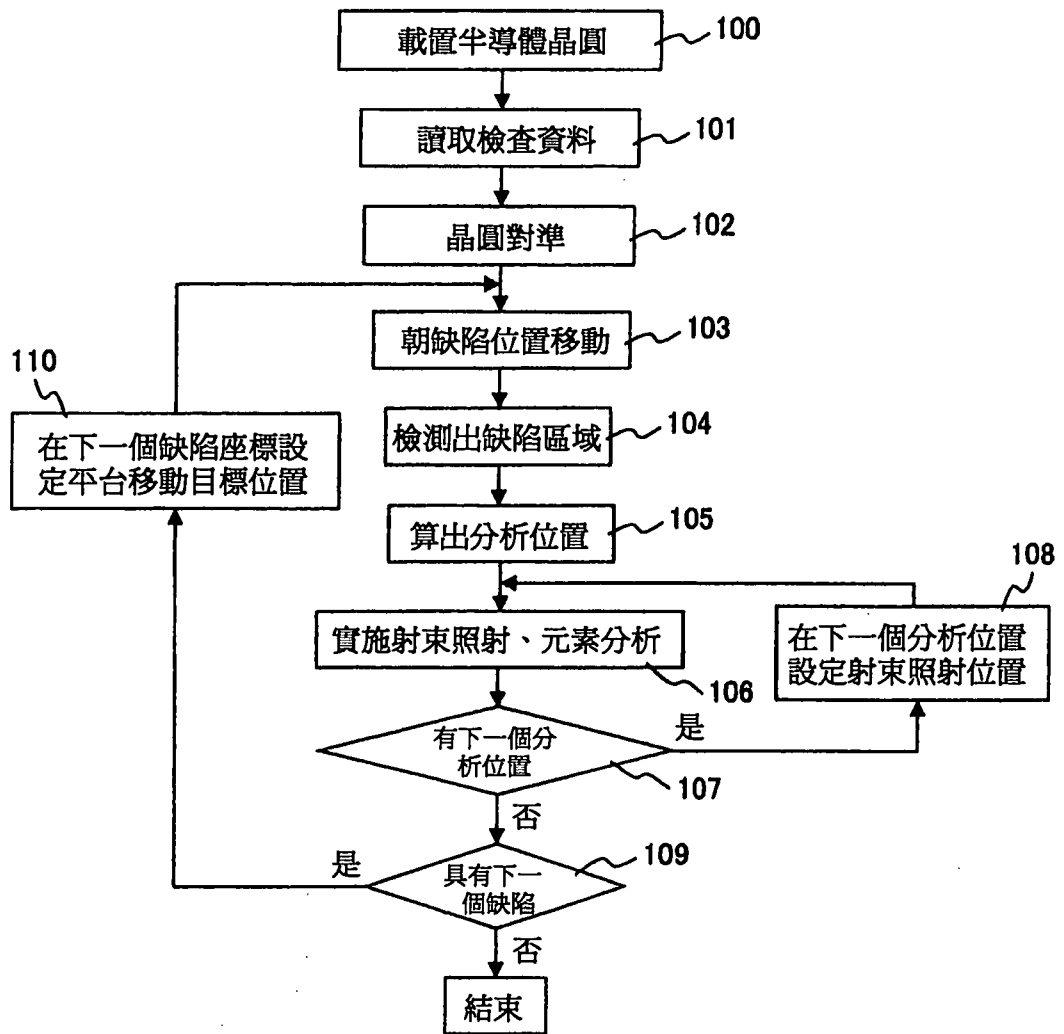 載置半導體晶圓
100
讀取檢查資料
101
晶圓對準
102
朝缺陷位置移動
103
110
在下一個缺陷座標設
定平台移動目標位置
檢測出缺陷區域
104
算出分析位置
105
108
實施射束照射、元素分析
106
在下一個分析位置
設定射束照射位置
有下一個分
析位置
107
是
否
109
是
具有下一
個缺陷
否
結束